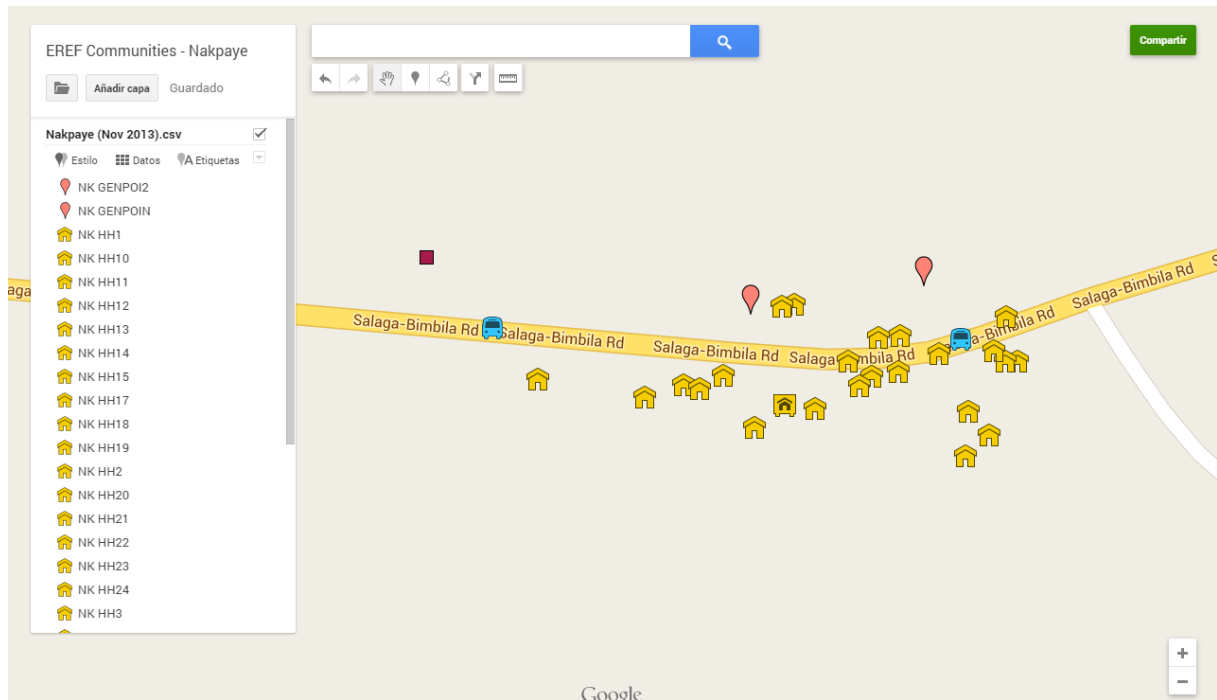 EREF Communities - Nakpaye
Compartir
Añadir capa
Guardado
Nakpaye (Nov 2013).csv
Estilo
Datos
A Etiquetas
NK GENPOI2
NK GENPOIN
NK HH1
NK HH10
NK HH11
NK HH12
NK HH13
NK HH14
NK HH15
NK HH17
NK HH18
NK HH19
NK HH2
NK HH20
NK HH21
NK HH22
NK HH23
NK HH24
NK HH3
Salaga-Bimbila Rd
Salaga-Bimbila Rd
Salaga-Bimbila Rd
Salaga-Bimbila Rd
Salaga-Bimbila Rd
Google